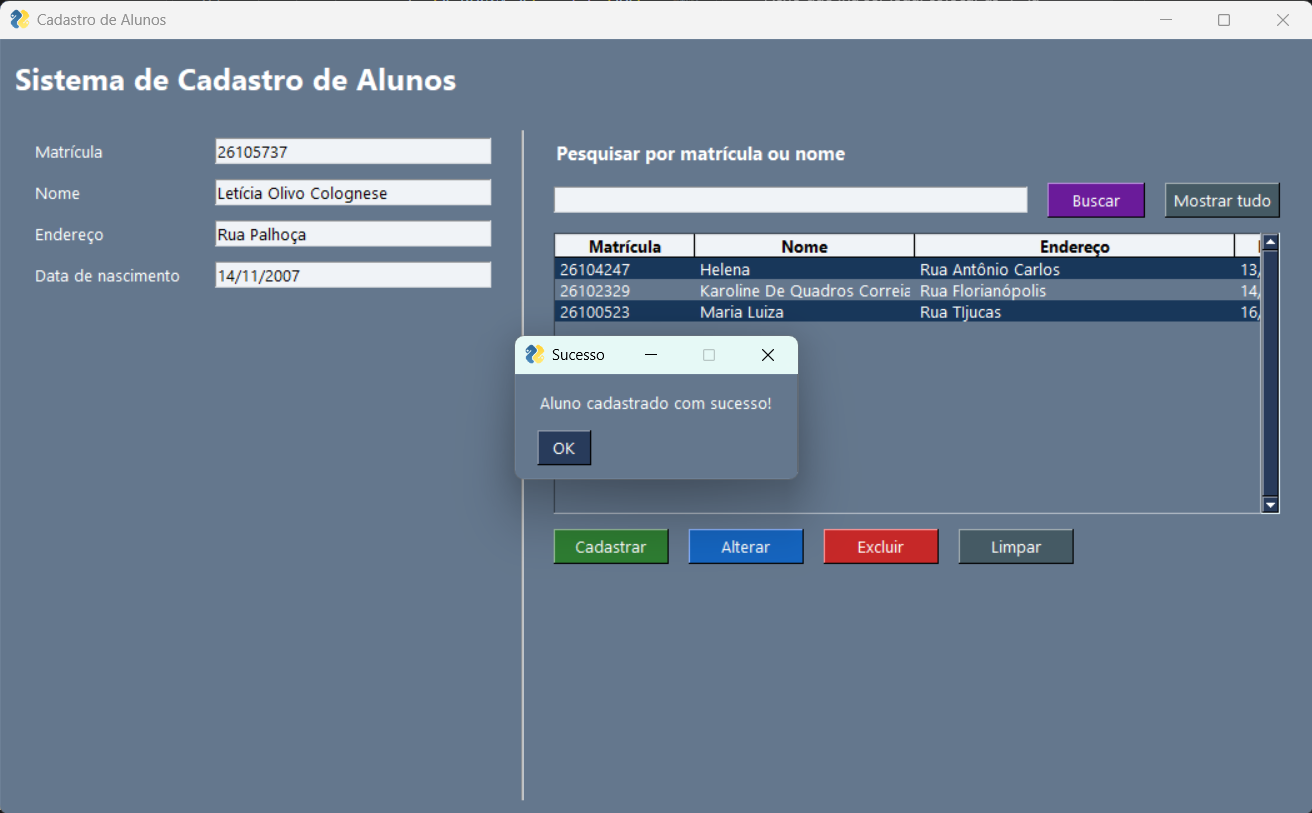 Cadastro de Alunos
Sistema de Cadastro de Alunos
Matrícula 26105737
Nome Letícia Olivo Colognese
Endereço Rua Palhoça
Data de nascimento 14/11/2007
Pesquisar por matrícula ou nome
Buscar Mostrar tudo
Matrícula Nome Endereço
26104247 Helena Rua Antônio Carlos 13/
26102329 Karoline De Quadros Correia Rua Florianópolis 14/
26100523 Maria Luiza Rua TIjucas 16/
Sucesso
Aluno cadastrado com sucesso!
OK
Cadastrar Alterar Excluir Limpar